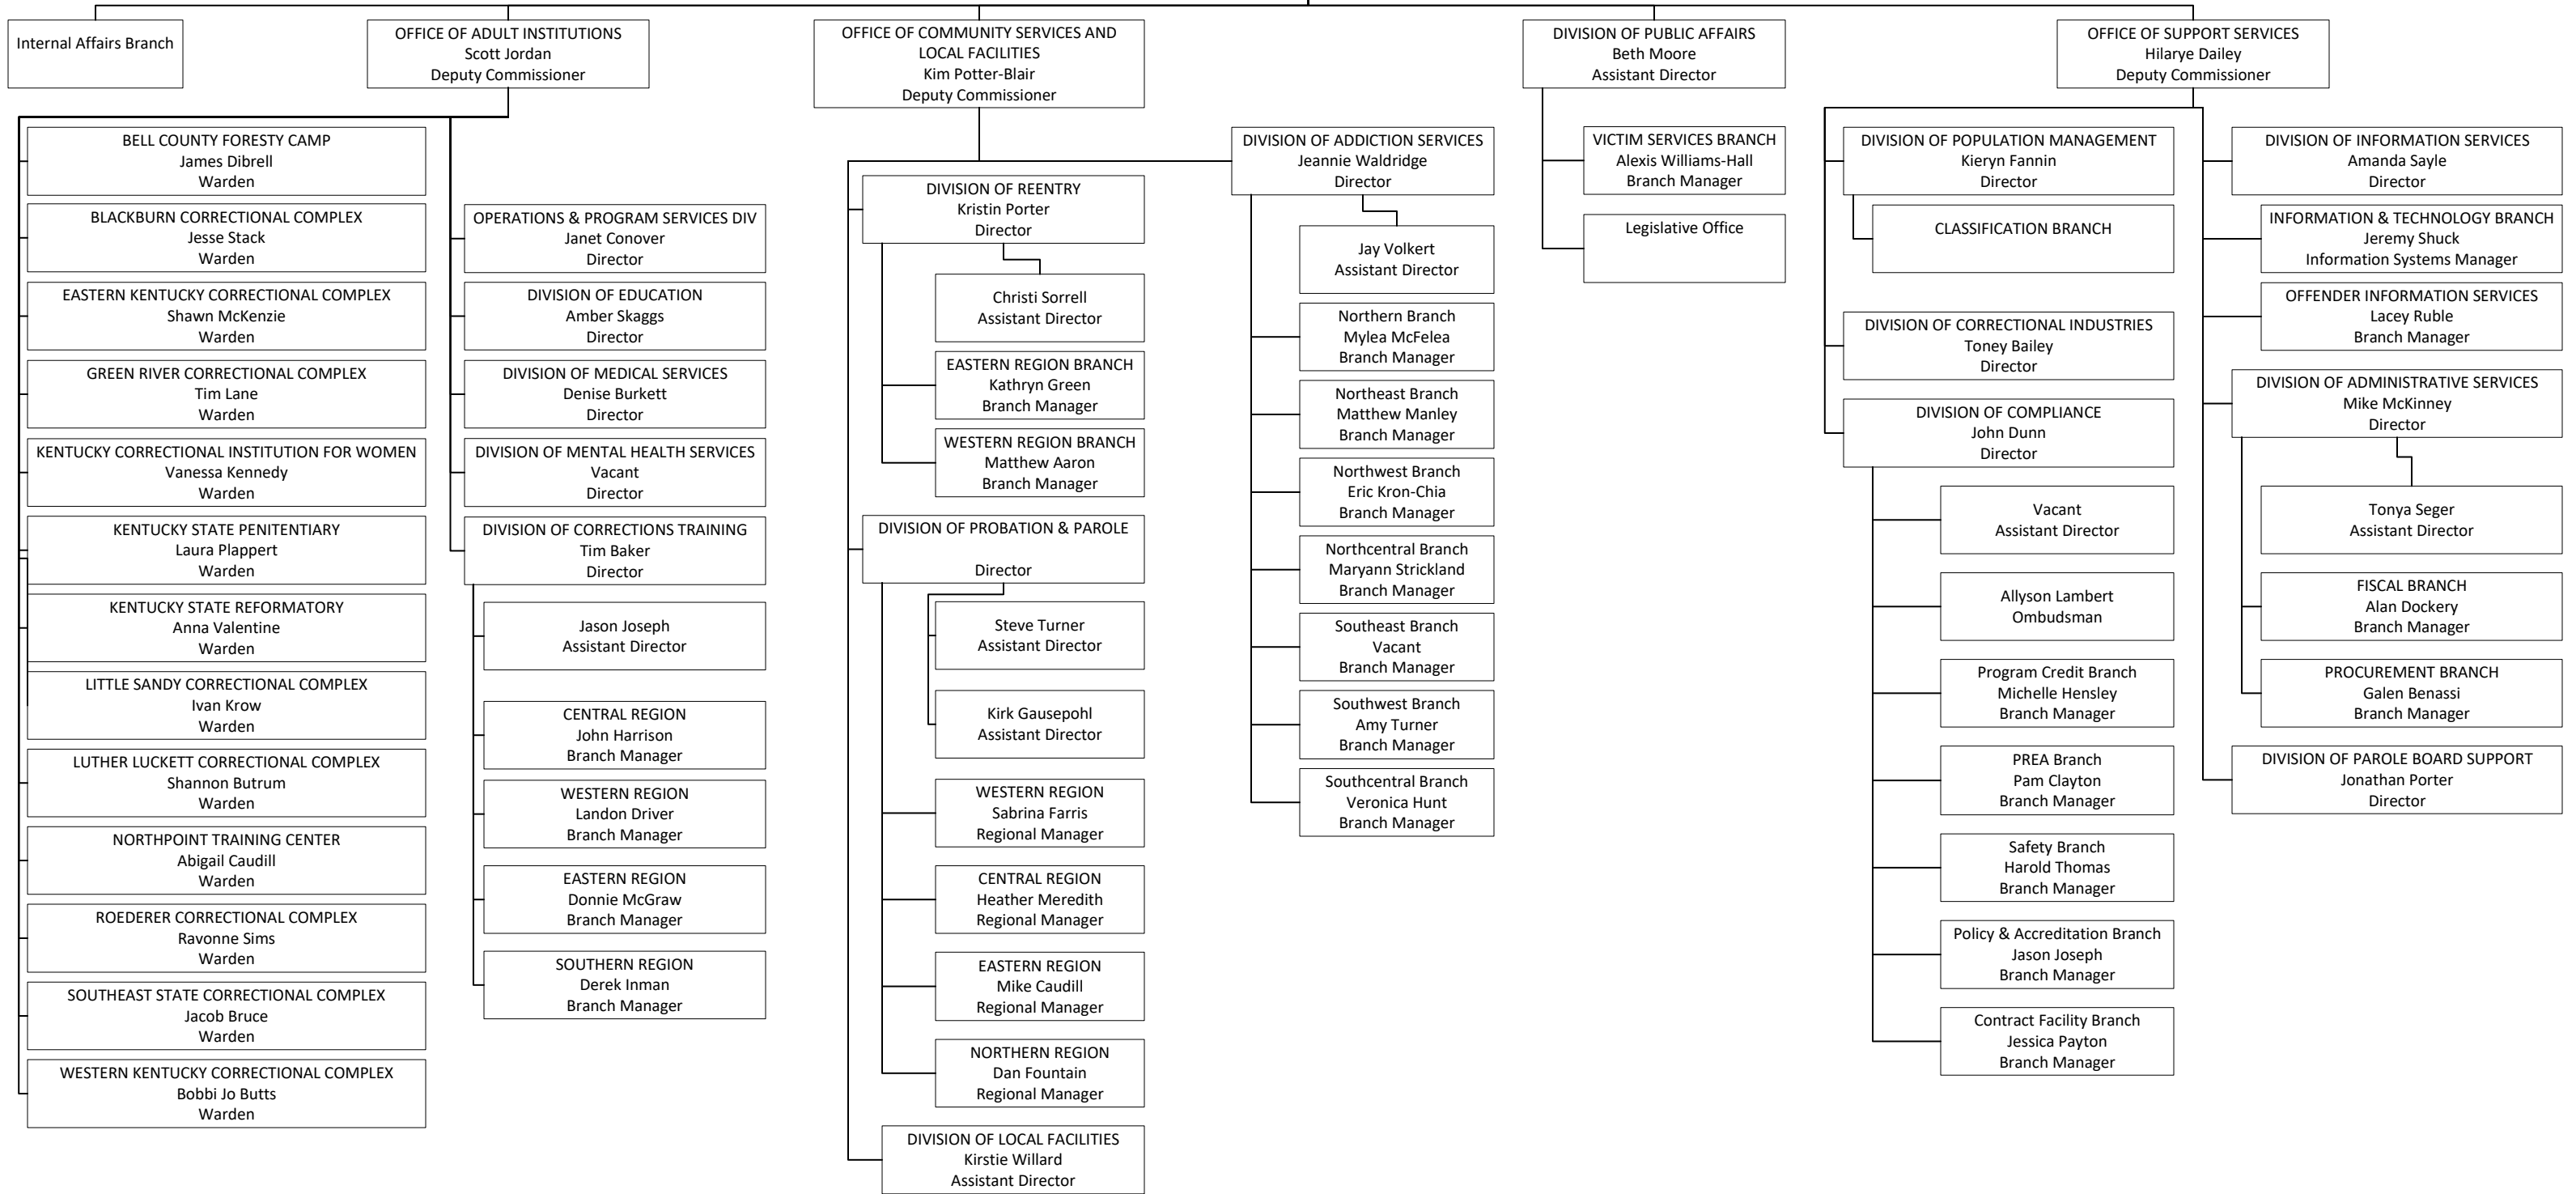 Internal Affairs Branch
OFFICE OF ADULT INSTITUTIONS
Scott Jordan
Deputy Commissioner
BELL COUNTY FORESTY CAMP
James Dibrell
Warden
BLACKBURN CORRECTIONAL COMPLEX
Jesse Stack
Warden
EASTERN KENTUCKY CORRECTIONAL COMPLEX
Shawn McKenzie
Warden
GREEN RIVER CORRECTIONAL COMPLEX
Tim Lane
Warden
KENTUCKY CORRECTIONAL INSTITUTION FOR WOMEN
Vanessa Kennedy
Warden
KENTUCKY STATE PENITENTIARY
Laura Plappert
Warden
KENTUCKY STATE REFORMATORY
Anna Valentine
Warden
LITTLE SANDY CORRECTIONAL COMPLEX
Ivan Krow
Warden
LUTHER LUCKETT CORRECTIONAL COMPLEX
Shannon Butrum
Warden
NORTHPOINT TRAINING CENTER
Abigail Caudill
Warden
ROEDERER CORRECTIONAL COMPLEX
Ravonne Sims
Warden
SOUTHEAST STATE CORRECTIONAL COMPLEX
Jacob Bruce
Warden
WESTERN KENTUCKY CORRECTIONAL COMPLEX
Bobbi Jo Butts
Warden
OPERATIONS & PROGRAM SERVICES DIV
Janet Conover
Director
DIVISION OF EDUCATION
Amber Skaggs
Director
DIVISION OF MEDICAL SERVICES
Denise Burkett
Director
DIVISION OF MENTAL HEALTH SERVICES
Vacant
Director
DIVISION OF CORRECTIONS TRAINING
Tim Baker
Director
Jason Joseph
Assistant Director
CENTRAL REGION
John Harrison
Branch Manager
WESTERN REGION
Landon Driver
Branch Manager
EASTERN REGION
Donnie McGraw
Branch Manager
SOUTHERN REGION
Derek Inman
Branch Manager
OFFICE OF COMMUNITY SERVICES AND
LOCAL FACILITIES
Kim Potter-Blair
Deputy Commissioner
DIVISION OF REENTRY
Kristin Porter
Director
Christi Sorrell
Assistant Director
EASTERN REGION BRANCH
Kathryn Green
Branch Manager
WESTERN REGION BRANCH
Matthew Aaron
Branch Manager
DIVISION OF PROBATION & PAROLE
Director
Steve Turner
Assistant Director
Kirk Gausepohl
Assistant Director
WESTERN REGION
Sabrina Farris
Regional Manager
CENTRAL REGION
Heather Meredith
Regional Manager
EASTERN REGION
Mike Caudill
Regional Manager
NORTHERN REGION
Dan Fountain
Regional Manager
DIVISION OF LOCAL FACILITIES
Kirstie Willard
Assistant Director
DIVISION OF ADDICTION SERVICES
Jeannie Waldridge
Director
Jay Volkert
Assistant Director
Northern Branch
Mylea McFelea
Branch Manager
Northeast Branch
Matthew Manley
Branch Manager
Northwest Branch
Eric Kron-Chia
Branch Manager
Northcentral Branch
Maryann Strickland
Branch Manager
Southeast Branch
Vacant
Branch Manager
Southwest Branch
Amy Turner
Branch Manager
Southcentral Branch
Veronica Hunt
Branch Manager
DIVISION OF PUBLIC AFFAIRS
Beth Moore
Assistant Director
VICTIM SERVICES BRANCH
Alexis Williams-Hall
Branch Manager
Legislative Office
OFFICE OF SUPPORT SERVICES
Hilarye Dailey
Deputy Commissioner
DIVISION OF POPULATION MANAGEMENT
Kieryn Fannin
Director
CLASSIFICATION BRANCH
DIVISION OF CORRECTIONAL INDUSTRIES
Toney Bailey
Director
DIVISION OF COMPLIANCE
John Dunn
Director
Vacant
Assistant Director
Allyson Lambert
Ombudsman
Program Credit Branch
Michelle Hensley
Branch Manager
PREA Branch
Pam Clayton
Branch Manager
Safety Branch
Harold Thomas
Branch Manager
Policy & Accreditation Branch
Jason Joseph
Branch Manager
Contract Facility Branch
Jessica Payton
Branch Manager
DIVISION OF INFORMATION SERVICES
Amanda Sayle
Director
INFORMATION & TECHNOLOGY BRANCH
Jeremy Shuck
Information Systems Manager
OFFENDER INFORMATION SERVICES
Lacey Ruble
Branch Manager
DIVISION OF ADMINISTRATIVE SERVICES
Mike McKinney
Director
Tonya Seger
Assistant Director
FISCAL BRANCH
Alan Dockery
Branch Manager
PROCUREMENT BRANCH
Galen Benassi
Branch Manager
DIVISION OF PAROLE BOARD SUPPORT
Jonathan Porter
Director